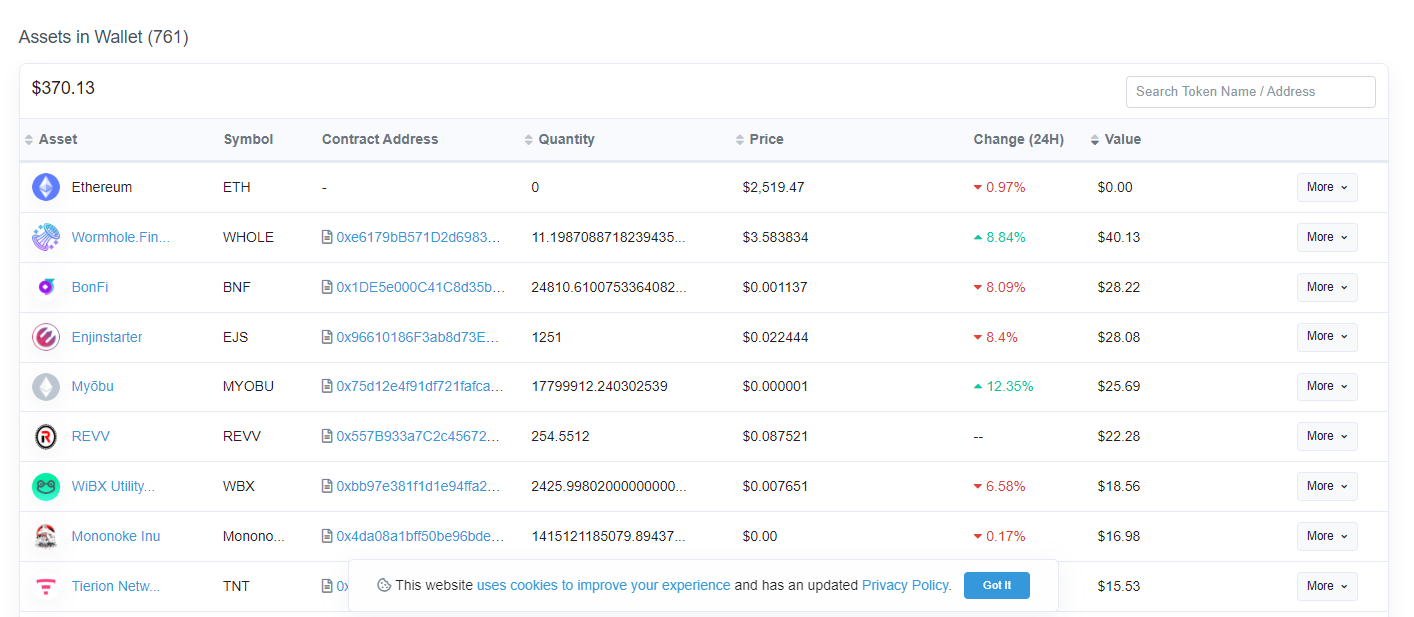 Assets in Wallet (761)
$370.13
Search Token Name / Address
Asset Symbol Contract Address Quantity Price Change (24H) Value
Ethereum ETH - 0 $2,519.47 0.97% $0.00 More
Wormhole.Fin... WHOLE 0xe6179bB571D2d6983... 11.1987088718239435... $3.583834 8.84% $40.13 More
BonFi BNF 0x1DE5e000C41C8d35b... 24810.6100753364082... $0.001137 8.09% $28.22 More
Enjinstarter EJS 0x96610186F3ab8d73E... 1251 $0.022444 8.4% $28.08 More
Myōbu MYOBU 0x75d12e4f91df721fafca... 17799912.240302539 $0.000001 12.35% $25.69 More
REVV REVV 0x557B933a7C2c45672... 254.5512 $0.087521 -- $22.28 More
WiBX Utility... WBX 0xbb97e381f1d1e94ffa2... 2425.99802000000000... $0.007651 6.58% $18.56 More
Mononoke Inu Monono... 0x4da08a1bff50be96bde... 1415121185079.89437... $0.00 0.17% $16.98 More
Tierion Netw... TNT 0x $15.53 More
This website uses cookies to improve your experience and has an updated Privacy Policy. Got It